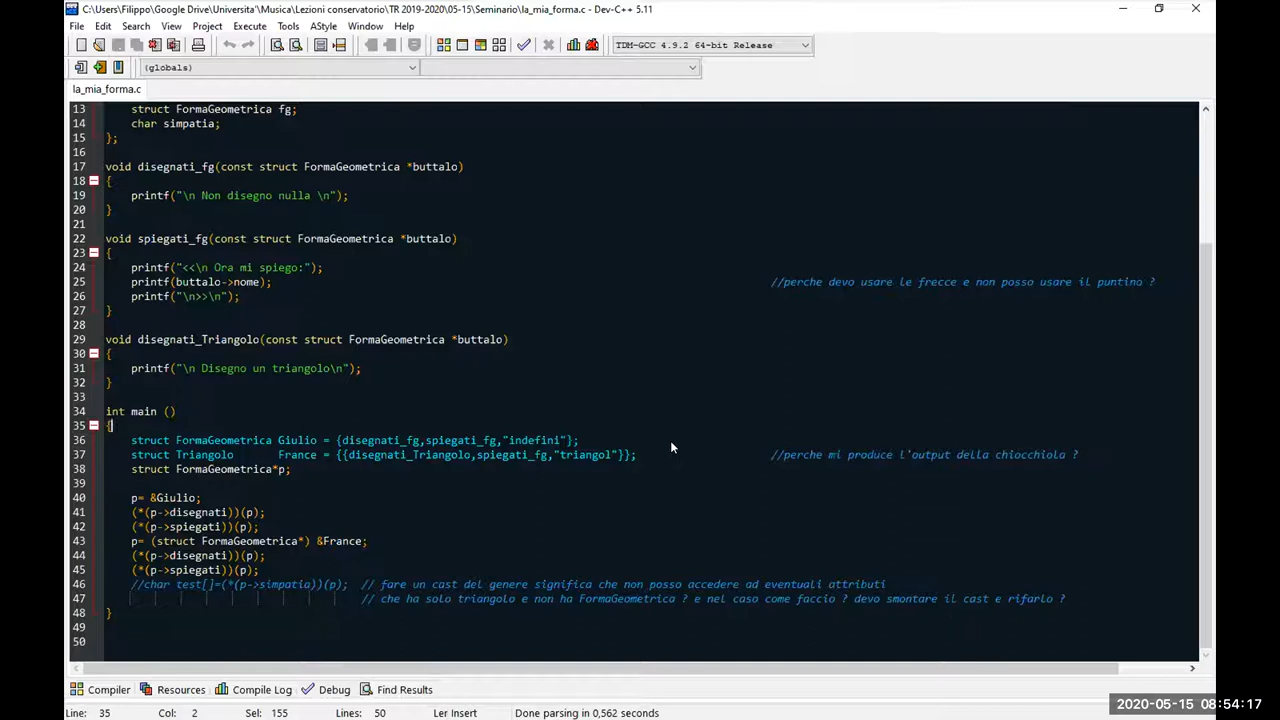 C:\Users\Filippo\Google Drive\Universita'\Musica\Lezioni conservatorio\TR 2019-2020\05-15\Seminario\la_mia_forma.c - Dev-C++ 5.11
File Edit Search View Project Execute Tools AStyle Window Help
TDM-GCC 4.9.2 64-bit Release
(globals)
la_mia_forma.c
13 struct FormaGeometrica fg;
14 char simpatia;
15 };
16
17 void disegnati_fg(const struct FormaGeometrica *buttalo)
18 {
19 printf("\n Non disegno nulla \n");
20 }
21
22 void spiegati_fg(const struct FormaGeometrica *buttalo)
23 {
24 printf("<<\n Ora mi spiego:");
25 printf(buttalo->nome); //perche devo usare le frecce e non posso usare il puntino ?
26 printf("\n>>\n");
27 }
28
29 void disegnati_Triangolo(const struct FormaGeometrica *buttalo)
30 {
31 printf("\n Disegno un triangolo\n");
32 }
33
34 int main ()
35 {
36 struct FormaGeometrica Giulio = {disegnati_fg,spiegati_fg,"indefini"};
37 struct Triangolo France = {{disegnati_Triangolo,spiegati_fg,"triangol"}}; //perche mi produce l'output della chiocchiola ?
38 struct FormaGeometrica*p;
39
40 p= &Giulio;
41 (*(p->disegnati))(p);
42 (*(p->spiegati))(p);
43 p= (struct FormaGeometrica*) &France;
44 (*(p->disegnati))(p);
45 (*(p->spiegati))(p);
46 //char test[]=(*(p->simpatia))(p); // fare un cast del genere significa che non posso accedere ad eventuali attributi
47 // che ha solo triangolo e non ha FormaGeometrica ? e nel caso come faccio ? devo smontare il cast e rifarlo ?
48 }
49
50
Compiler Resources Compile Log Debug Find Results
Line: 35 Col: 2 Sel: 155 Lines: 50 Ler Insert Done parsing in 0,562 seconds
2020-05-15 08:54:17